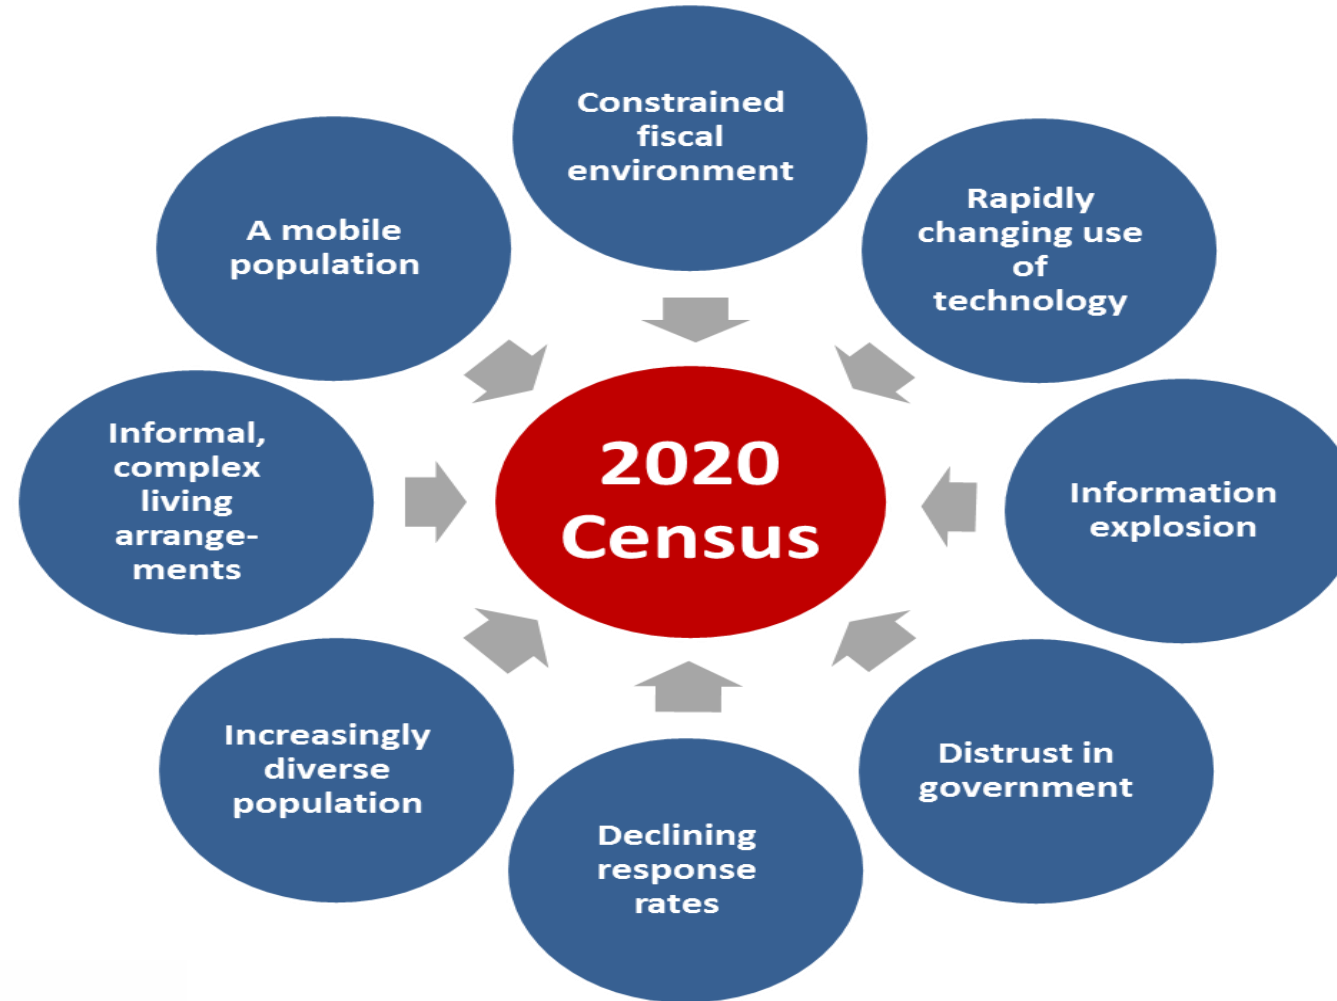 Constrained
fiscal
environment
Rapidly
changing use
of
technology
Information
explosion
Distrust in
government
Declining
response
rates
Increasingly
diverse
population
Informal,
complex
living
arrange-
ments
A mobile
population
2020
Census